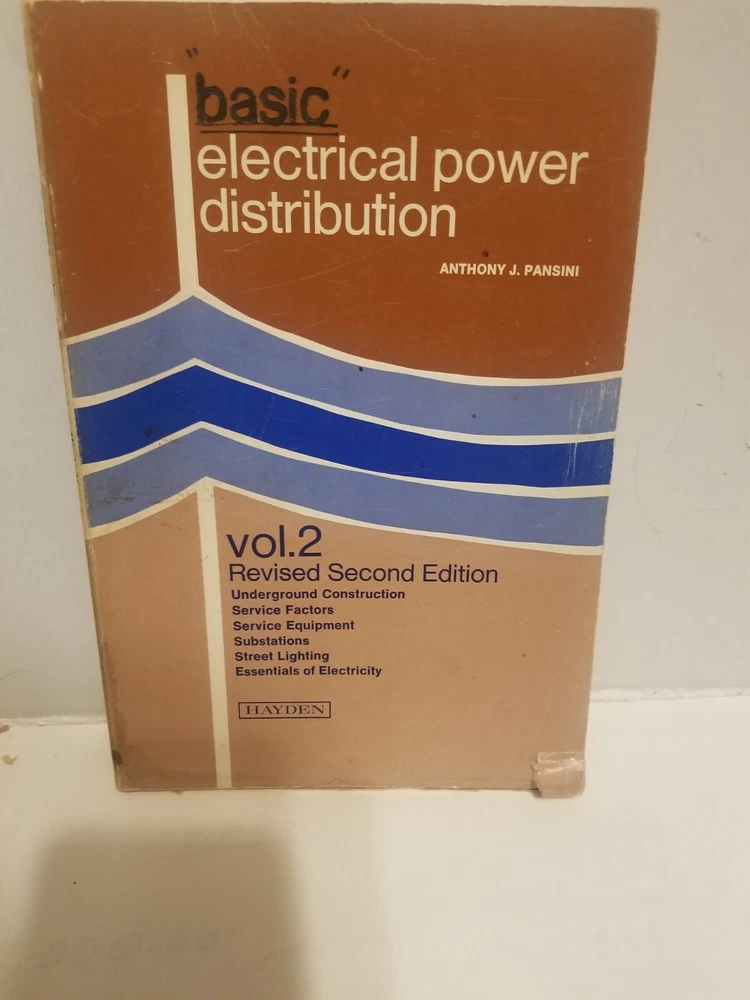 "basic"
electrical power
distribution
ANTHONY J. PANSINI
vol.2
Revised Second Edition
Underground Construction
Service Factors
Service Equipment
Substations
Street Lighting
Essentials of Electricity
HAYDEN